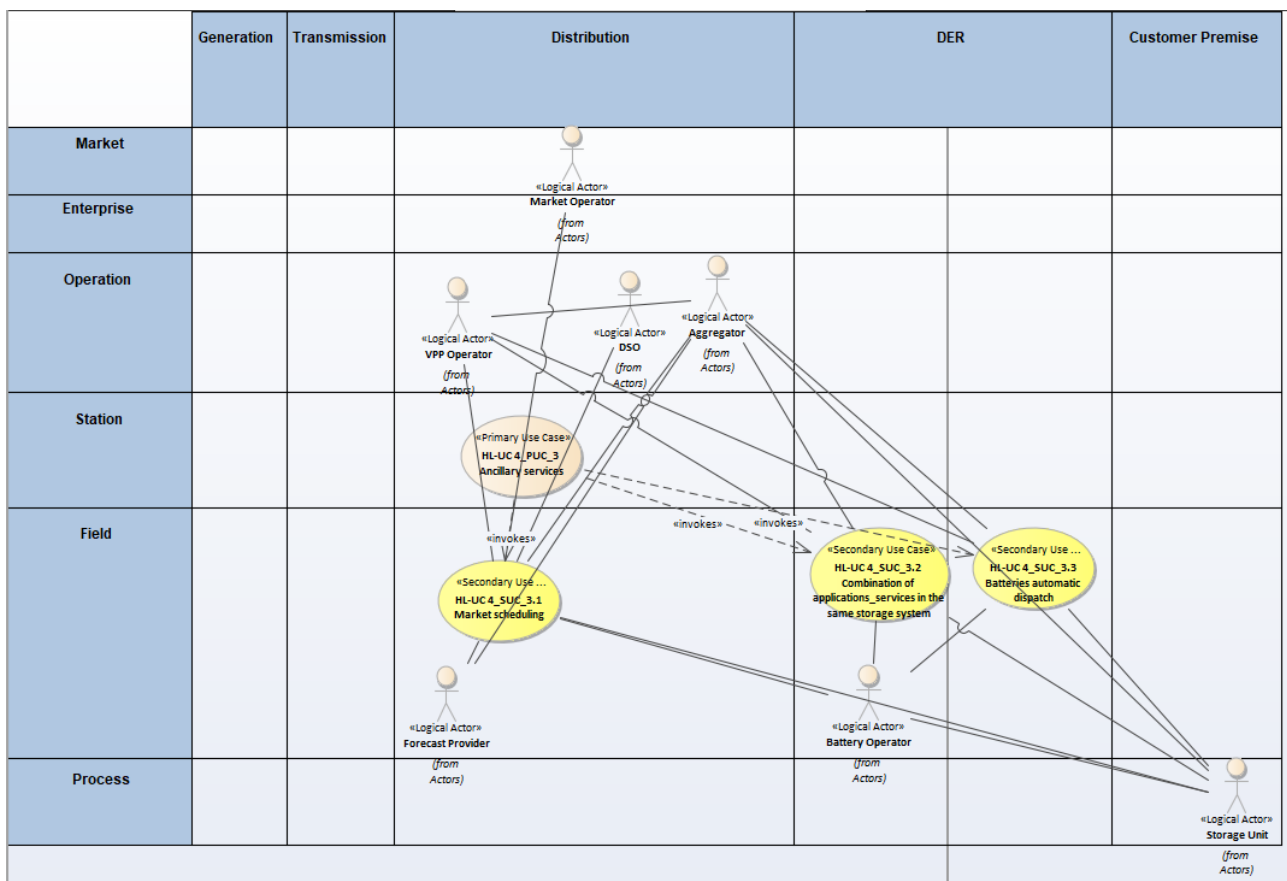 Generation
Transmission
Distribution
DER
Customer Premise
Market
«Logical Actor»
Market Operator
(from
Actors)
Enterprise
Operation
«Logical Actor»
VPP Operator
(from
Actors)
«Logical Actor»
DSO
(from
Actors)
«Logical Actor»
Aggregator
(from
Actors)
Station
«Primary Use Case»
HL-UC 4_PUC_3
Ancillary services
Field
«invokes»
«invokes»
«invokes»
«Secondary Use ...
HL-UC 4_SUC_3.1
Market scheduling
«Secondary Use Case»
HL-UC 4_SUC_3.2
Combination of
applications_services in the
same storage system
«Secondary Use ...
HL-UC 4_SUC_3.3
Batteries automatic
dispatch
«Logical Actor»
Forecast Provider
(from
Actors)
«Logical Actor»
Battery Operator
(from
Actors)
Process
«Logical Actor»
Storage Unit
(from
Actors)